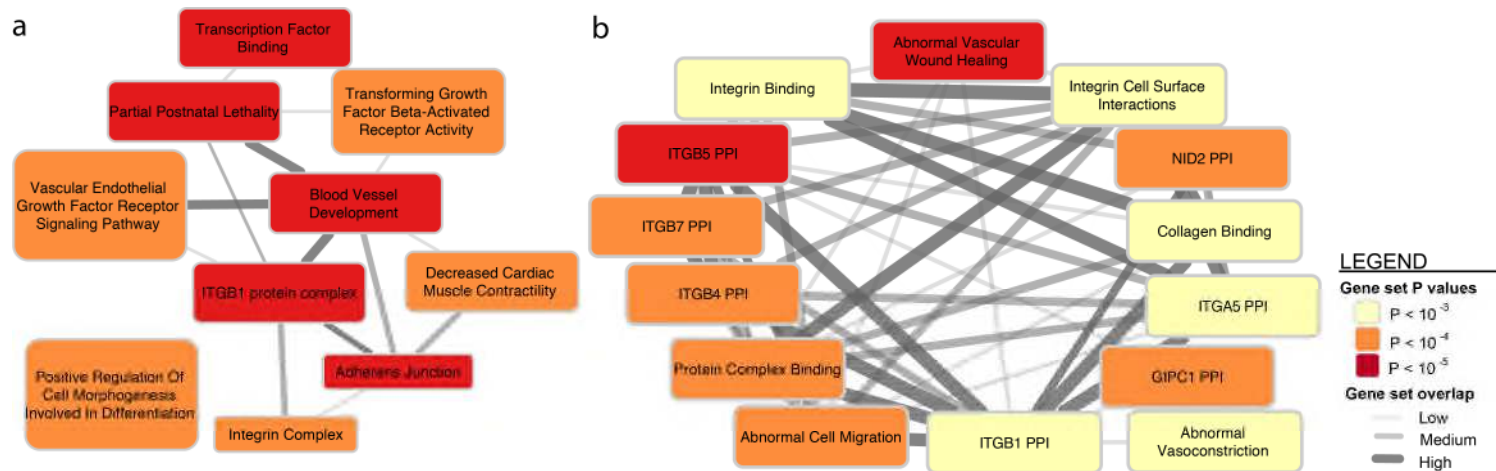 a
Transcription Factor
Binding
Partial Postnatal Lethality
Transforming Growth
Factor Beta-Activated
Receptor Activity
Vascular Endothelial
Growth Factor Receptor
Signaling Pathway
Blood Vessel
Development
ITGB1 protein complex
Decreased Cardiac
Muscle Contractility
Positive Regulation Of
Cell Morphogenesis
Involved In Differentiation
Adherens Junction
Integrin Complex
b
Abnormal Vascular
Wound Healing
Integrin Binding
Integrin Cell Surface
Interactions
ITGB5 PPI
NID2 PPI
ITGB7 PPI
Collagen Binding
ITGB4 PPI
ITGA5 PPI
Protein Complex Binding
GIPC1 PPI
Abnormal Cell Migration
ITGB1 PPI
Abnormal
Vasoconstriction
LEGEND
Gene set P values
P < 10 -3
P < 10 -4
P < 10 -5
Gene set overlap
Low
Medium
High